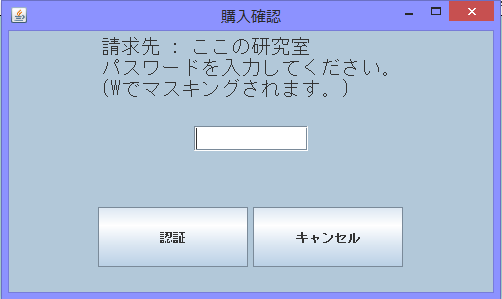 購入確認
請求先 : ここの研究室
パスワードを入力してください。
(Wでマスキングされます。)
認証
キャンセル